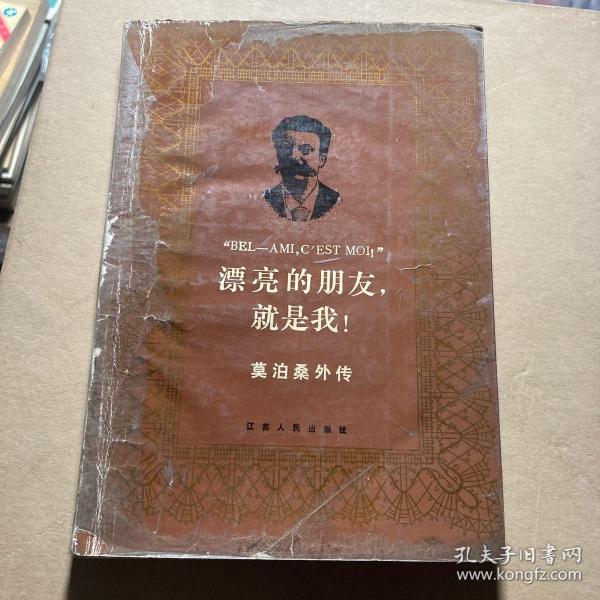 “BEL—AMI,C'EST MOI!”
漂亮的朋友,
就是我!
莫泊桑外传
江苏人民出版社
孔夫子旧书网
www.kongfz.com